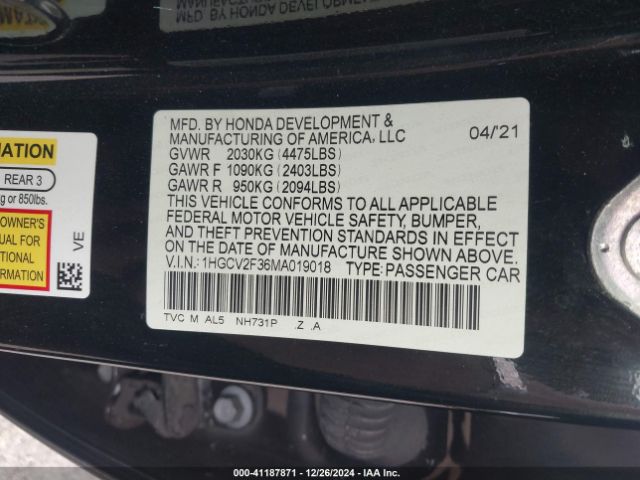 MFD. BY HONDA DEVELOPMENT &
MANUFACTURING OF AMERICA, LLC
04/'21
GVWR 2030KG (4475LBS)
GAWR F 1090KG (2403LBS)
GAWR R 950KG (2094LBS)
THIS VEHICLE CONFORMS TO ALL APPLICABLE
FEDERAL MOTOR VEHICLE SAFETY, BUMPER,
AND THEFT PREVENTION STANDARDS IN EFFECT
ON THE DATE OF MANUFACTURE SHOWN ABOVE.
V.I.N.: 1HGCV2F36MA019018 TYPE: PASSENGER CAR
TVC M AL5 NH731P .Z .A
REAR 3
or 850lbs.
OWNER'S
UAL FOR
TIONAL
RMATION
VE
000-41187871 | 12/26/2024 | IAA Inc.